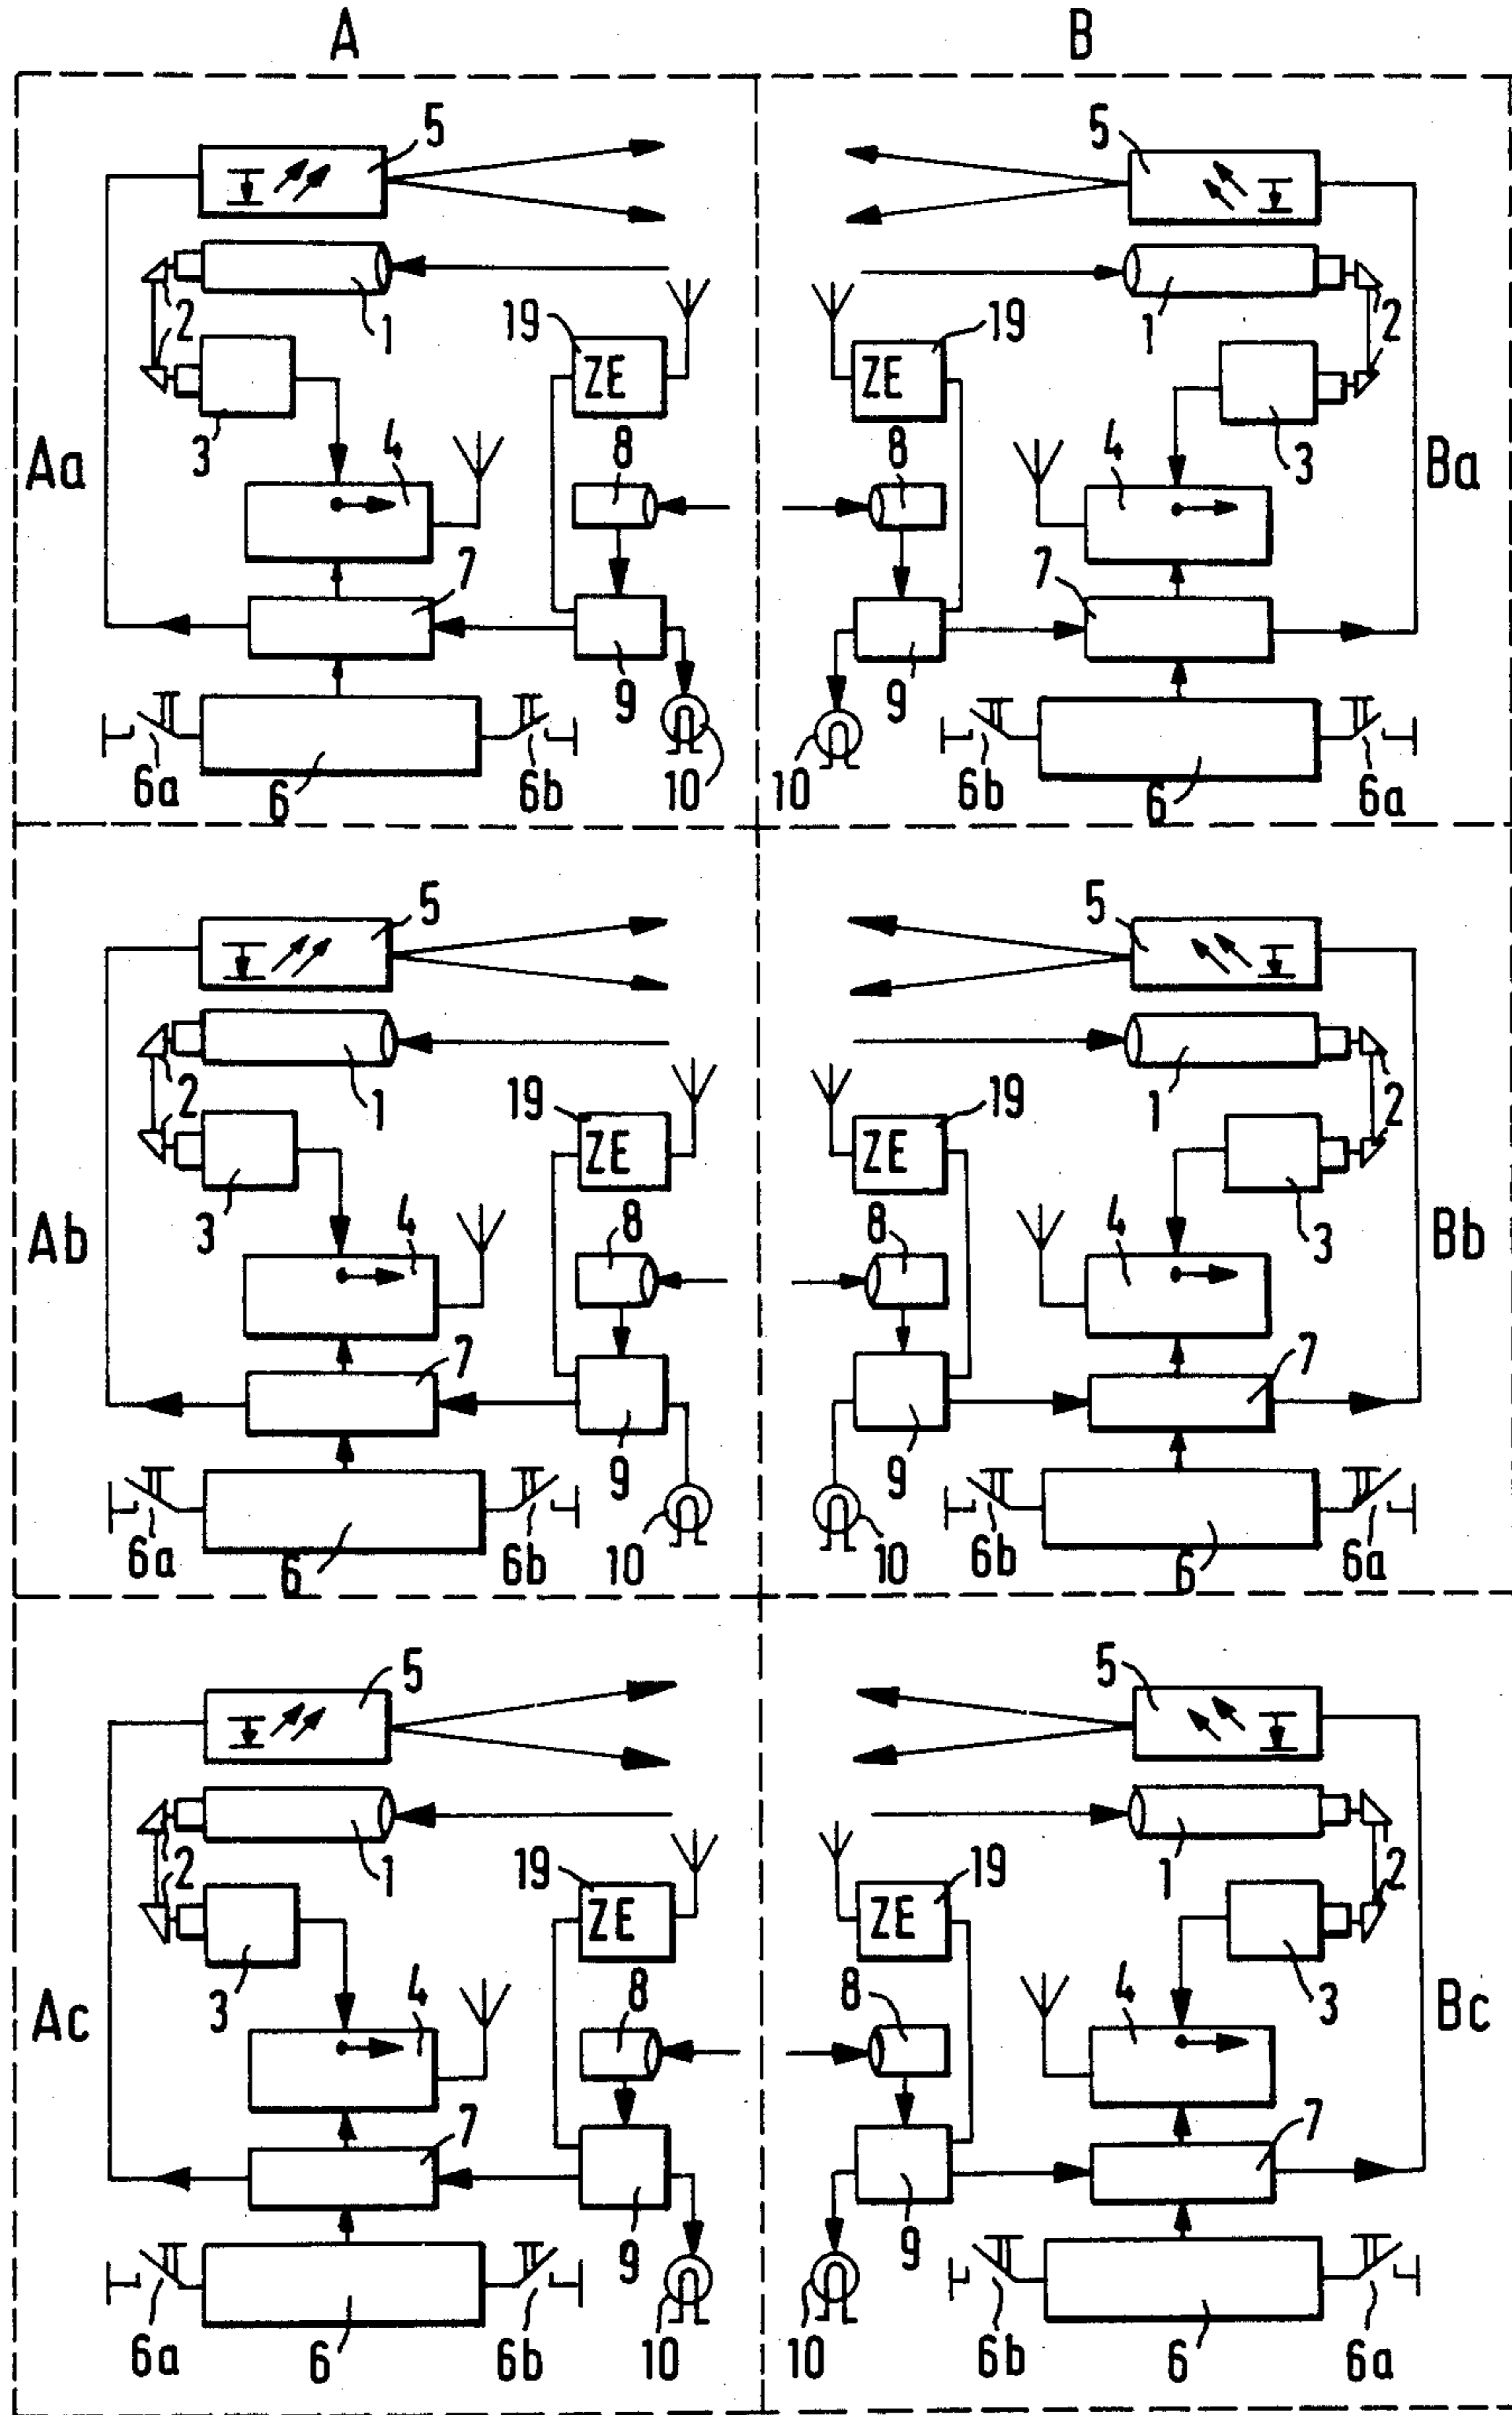 A B
5 5
1 2 19 19 1 2
ZE ZE
3 8 8 4 3
Aa 4 Ba
7 7
9 9
6a 6 6b 10 10 6b 6 6a
5 5
1 2 19 19 1 2
ZE ZE
3 4 8 8 4 3
Ab Bb
7 7
9 9
6a 6 6b 10 10 6b 6 6a
5 5
1 2 19 19 1 2
ZE ZE
3 4 8 8 4 3
Ac Bc
7 7
9 9
6a 6 6b 10 10 6b 6 6a